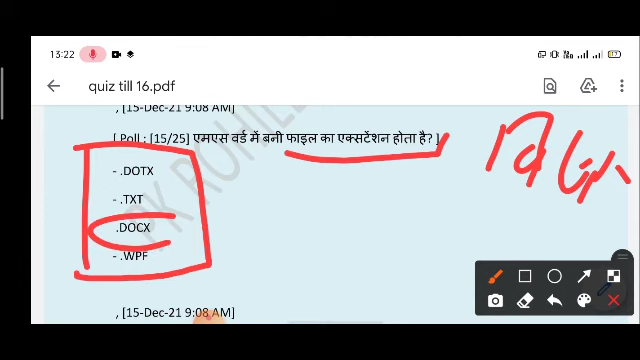 13:22
quiz till 16.pdf
, [15-Dec-21 9:08 AM]
[ Poll : [15/25] एमएस वर्ड में बनी फाइल का एक्सटेंशन होता है? ]
- .DOTX
- .TXT
.DOCX
- .WPF
, [15-Dec-21 9:08 AM]